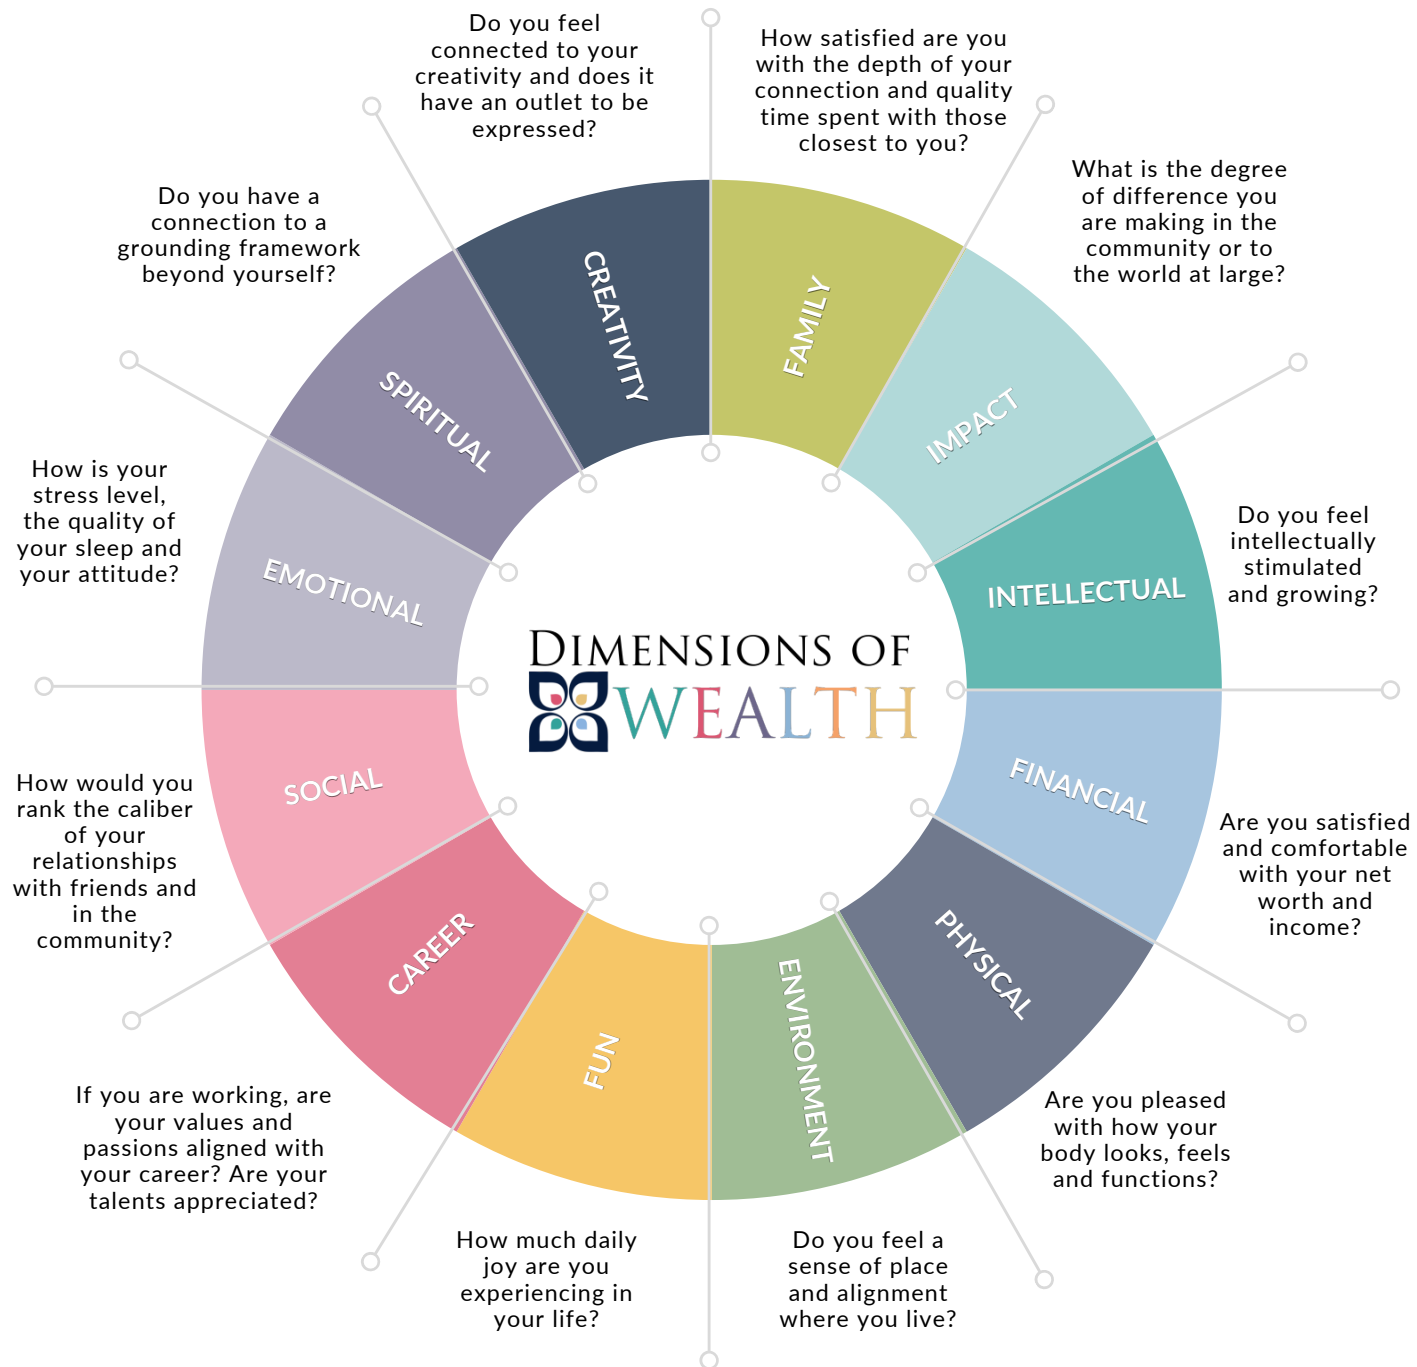 Do you feel
connected to your
creativity and does it
have an outlet to be
expressed?
How satisfied are you
with the depth of your
connection and quality
time spent with those
closest to you?
What is the degree
of difference you
are making in the
community or to
the world at large?
Do you have a
connection to a
grounding framework
beyond yourself?
CREATIVITY
FAMILY
SPIRITUAL
IMPACT
How is your
stress level,
the quality of
your sleep and
your attitude?
EMOTIONAL
INTELLECTUAL
Do you feel
intellectually
stimulated
and growing?
DIMENSIONS OF
WEALTH
How would you
rank the caliber
of your
relationships
with friends and
in the
community?
SOCIAL
FINANCIAL
Are you satisfied
and comfortable
with your net
worth and
income?
CAREER
PHYSICAL
FUN
ENVIRONMENT
If you are working, are
your values and
passions aligned with
your career? Are your
talents appreciated?
Are you pleased
with how your
body looks, feels
and functions?
How much daily
joy are you
experiencing in
your life?
Do you feel a
sense of place
and alignment
where you live?